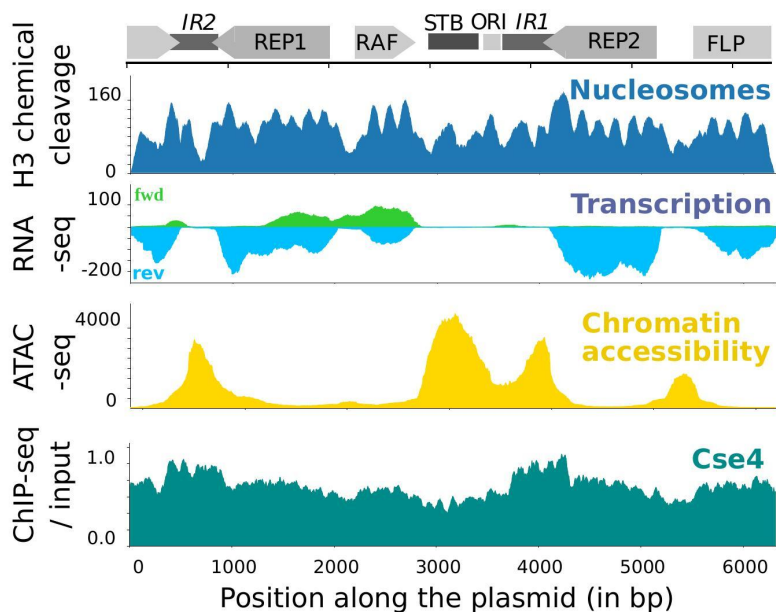 IR2 STB ORI IR1
REP1 RAF REP2 FLP
H3 chemical
cleavage
160
0
Nucleosomes
RNA
-seq
100
-200
fwd
rev
Transcription
ATAC
-seq
4000
0
Chromatin
accessibility
ChIP-seq
/ input
1.0
0.0
Cse4
0 1000 2000 3000 4000 5000 6000
Position along the plasmid (in bp)